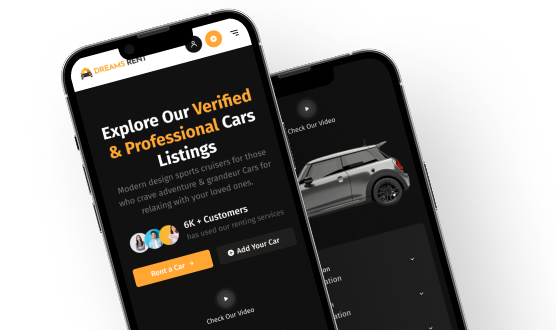 DREAMS RENT
Explore Our Verified
& Professional Cars
Listings
Modern design sports cruisers for those
who crave adventure & grandeur Cars for
relaxing with your loved ones.
6K + Customers
has used our renting services
Rent a Car
Add Your Car
Check Our Video
Check Our Video